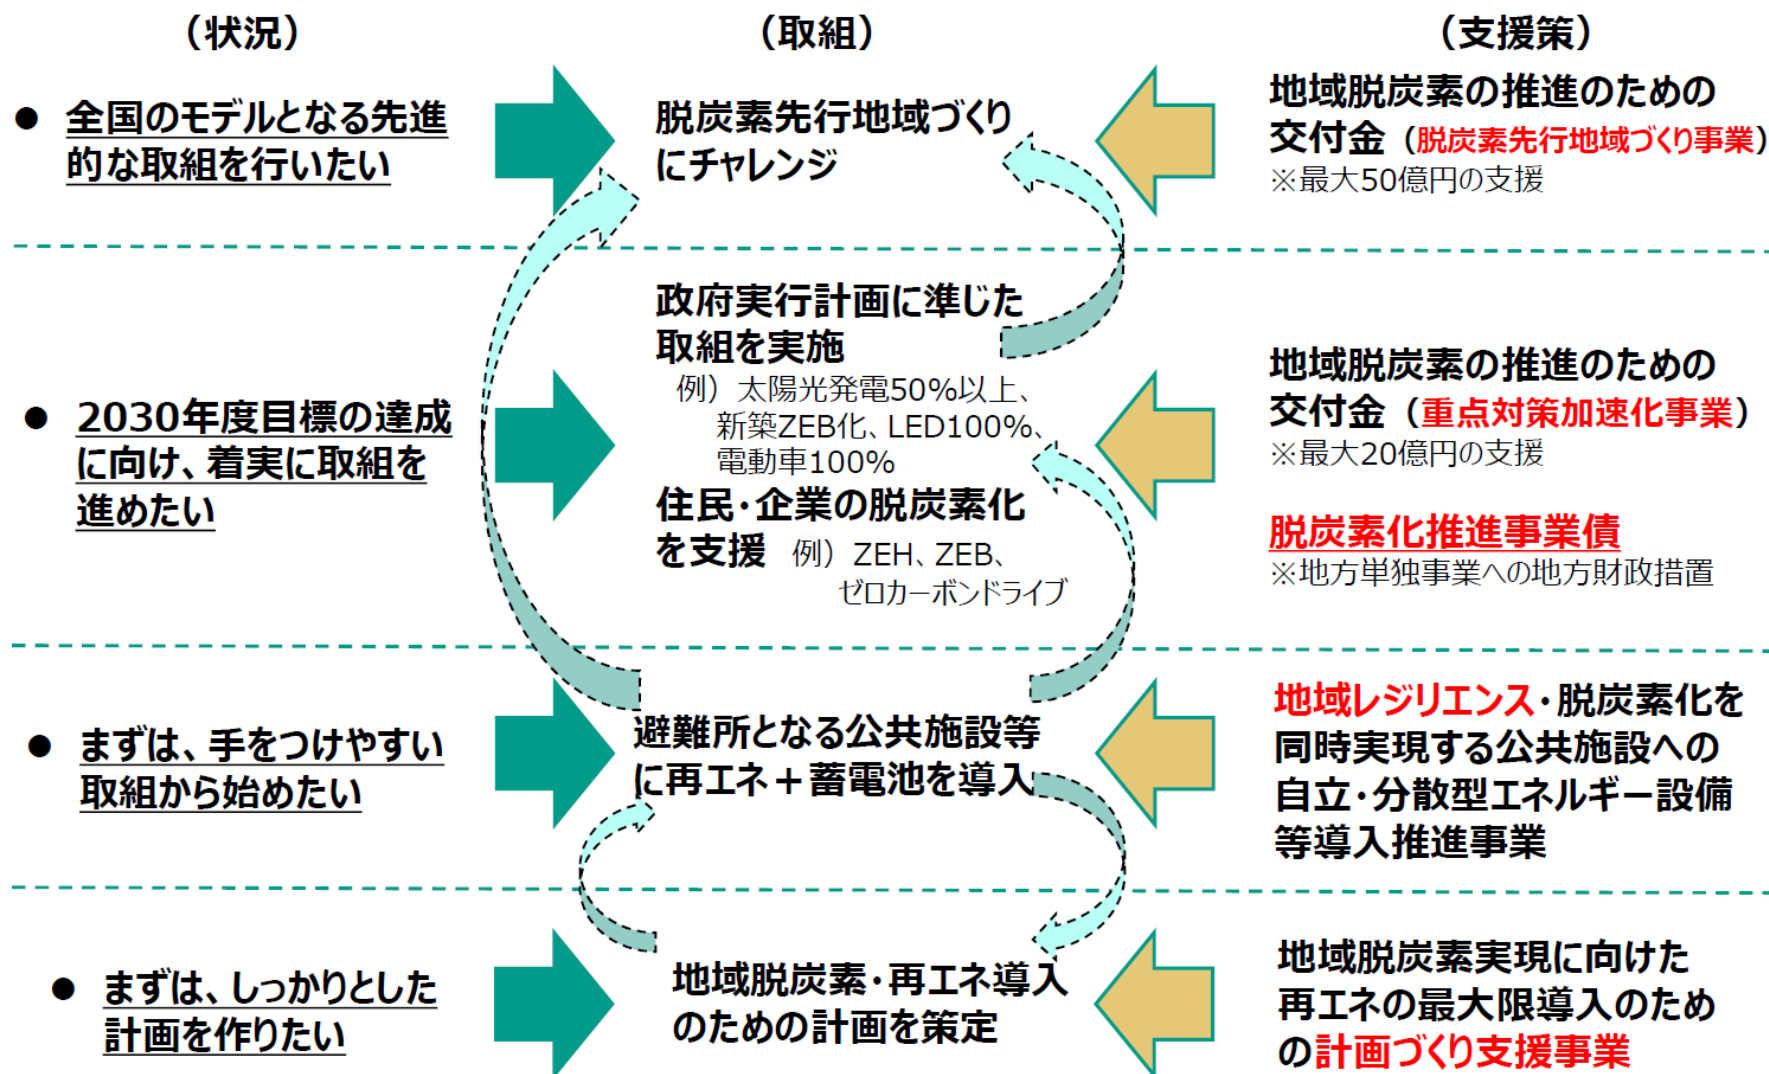 （状況）
（取組）
（支援策）
● 全国のモデルとなる先進
的な取組を行いたい
脱炭素先行地域づくり
にチャレンジ
地域脱炭素の推進のための
交付金（脱炭素先行地域づくり事業）
※最大50億円の支援
● 2030年度目標の達成
に向け、着実に取組を
進めたい
政府実行計画に準じた
取組を実施
例）太陽光発電50%以上、
新築ZEB化、LED100%、
電動車100%
住民・企業の脱炭素化
を支援 例）ZEH、ZEB、
ゼロカーボンドライブ
地域脱炭素の推進のための
交付金（重点対策加速化事業）
※最大20億円の支援
脱炭素化推進事業債
※地方単独事業への地方財政措置
● まずは、手をつけやすい
取組から始めたい
避難所となる公共施設等
に再エネ＋蓄電池を導入
地域レジリエンス・脱炭素化を
同時実現する公共施設への
自立・分散型エネルギー設備
等導入推進事業
● まずは、しっかりとした
計画を作りたい
地域脱炭素・再エネ導入
のための計画を策定
地域脱炭素実現に向けた
再エネの最大限導入のため
の計画づくり支援事業